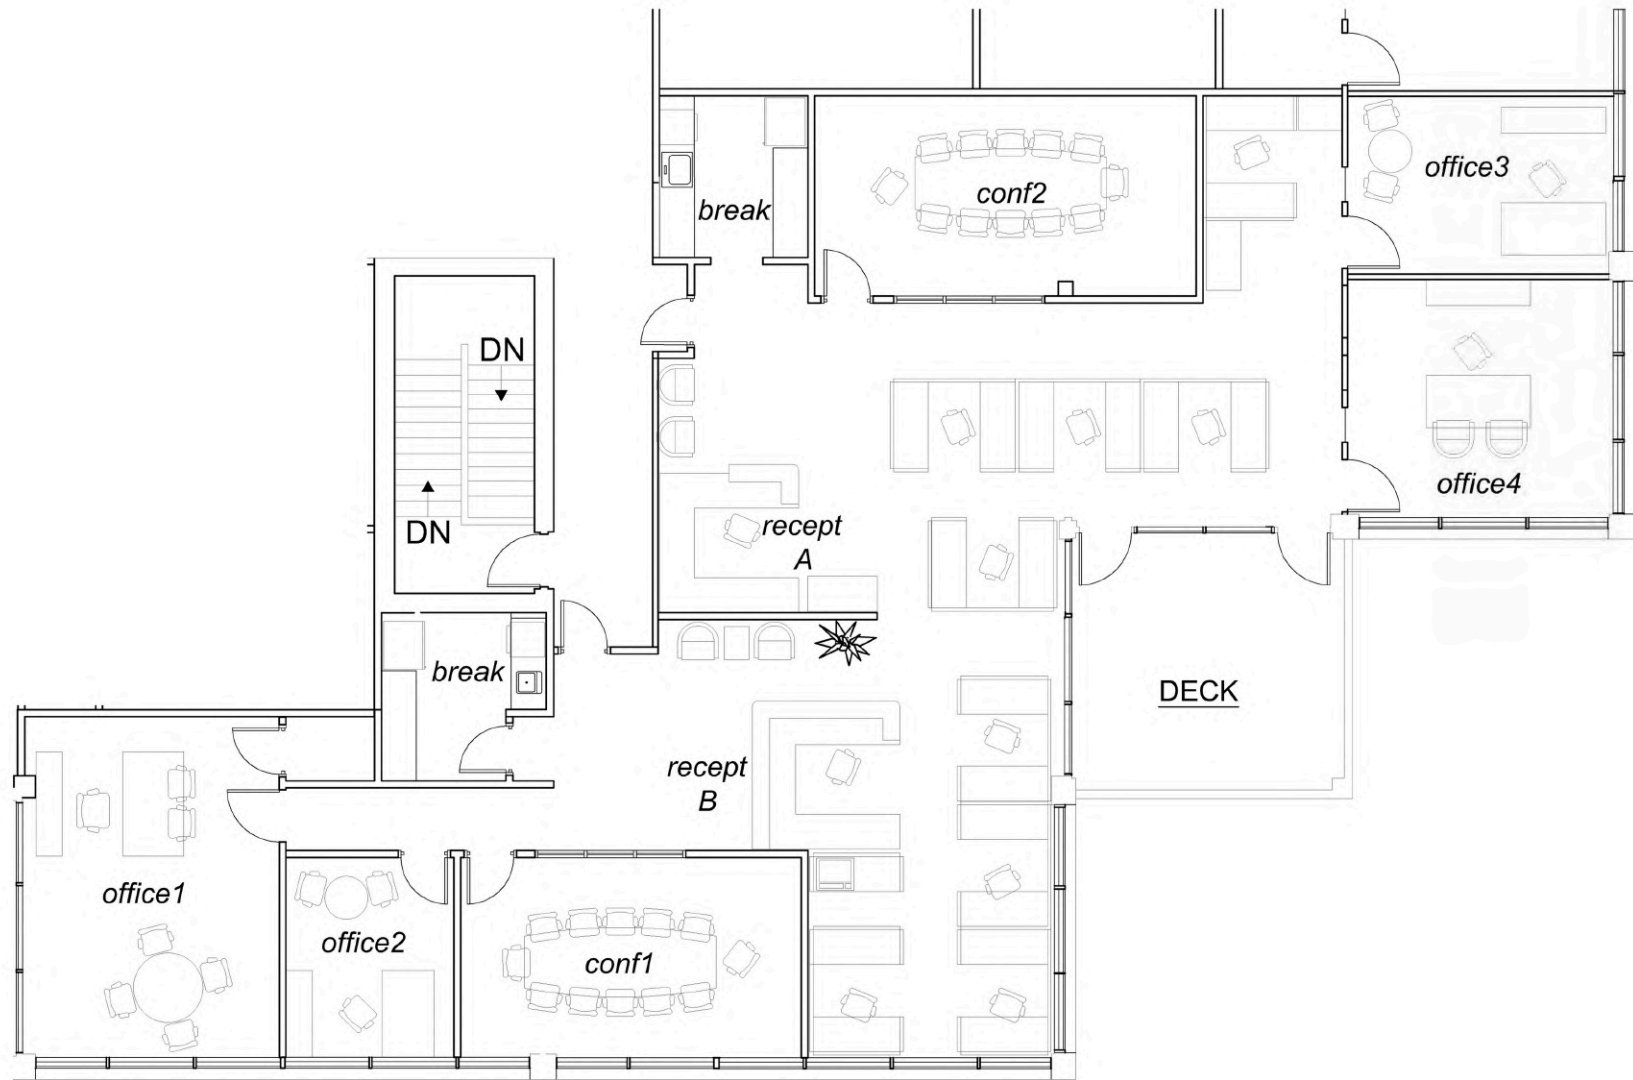 office3
break
conf2
DN
office4
recept
A
DN
break
DECK
recept
B
office1
office2
conf1